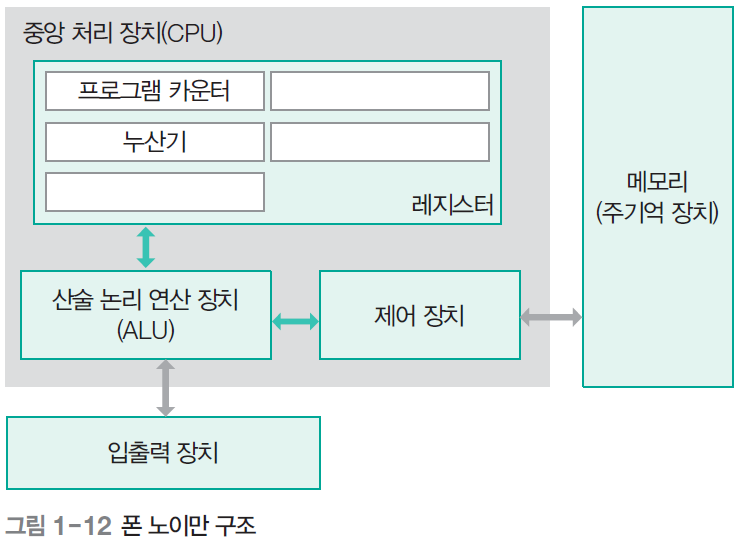 중앙 처리 장치(CPU)
프로그램 카운터
누산기
레지스터
산술 논리 연산 장치
(ALU)
제어 장치
메모리
(주기억 장치)
입출력 장치
그림 1-12 폰 노이만 구조